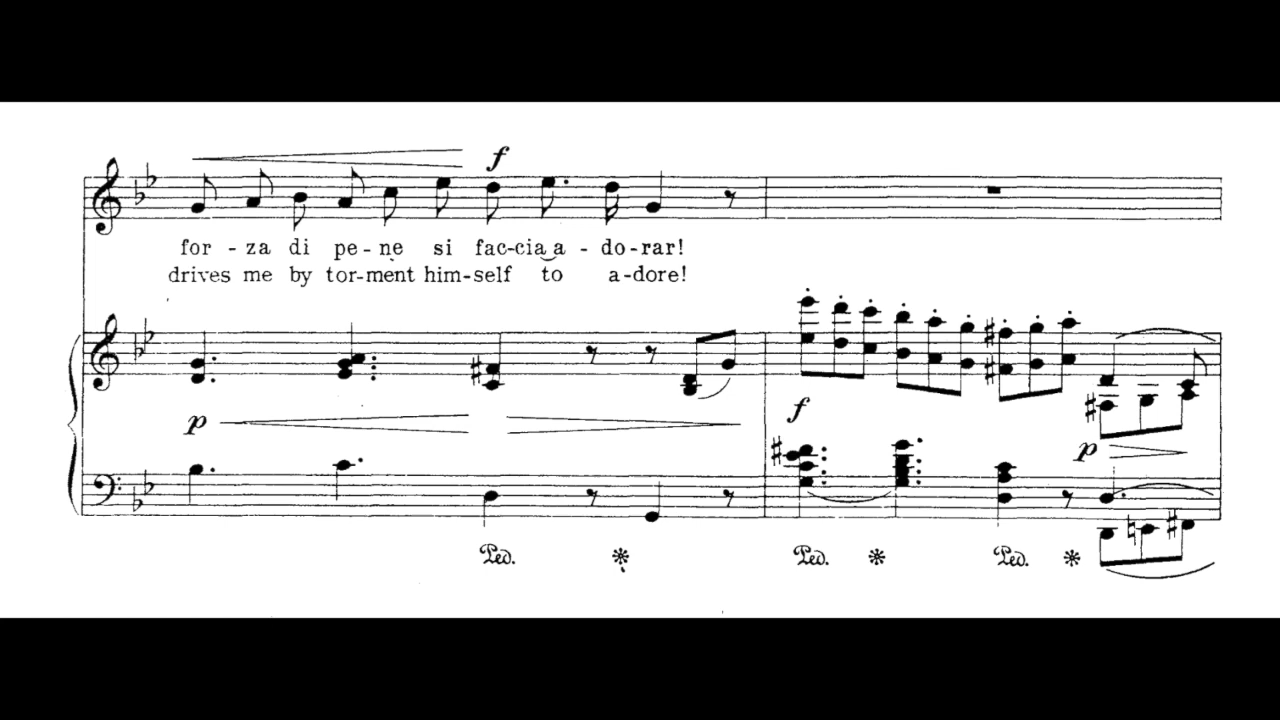 f
for - za di pe - ne si fac-cia a - do-rar!
drives me by tor-ment him-self to a-dore!
p
f
p
Ped. * Ped. * Ped. *